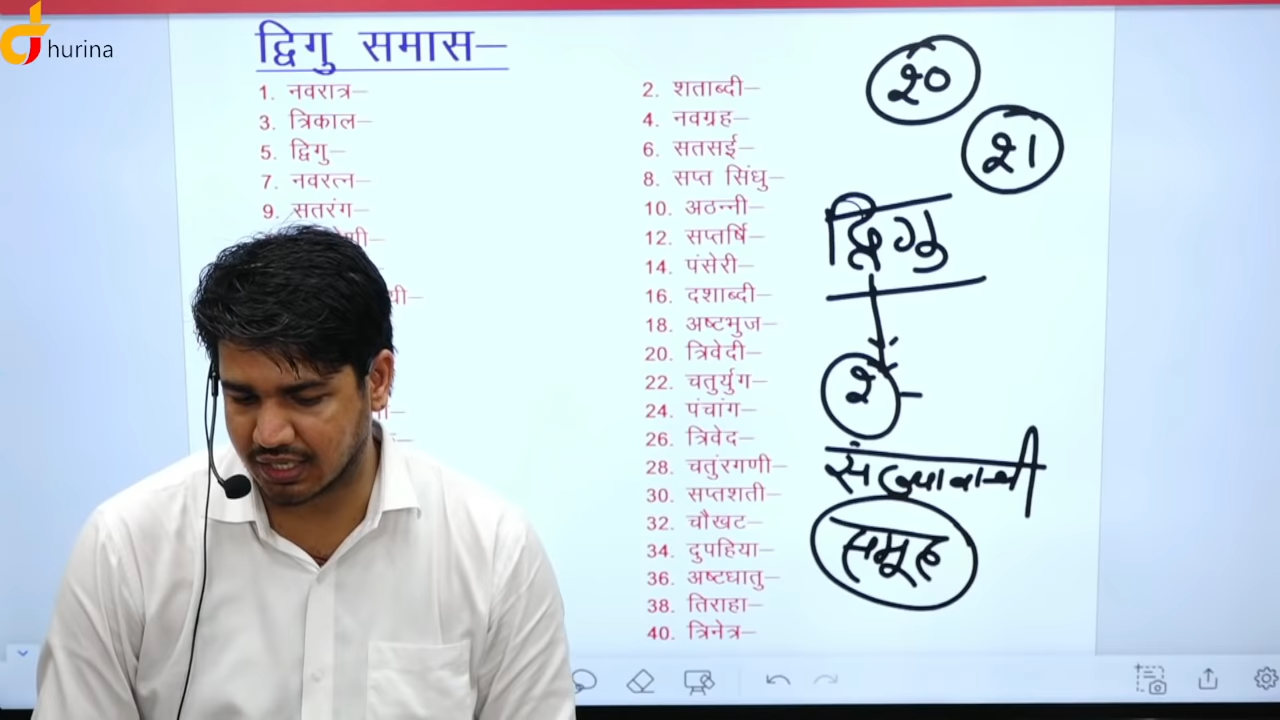 hurina
द्विगु समास–
1. नवरात्र–
2. शताब्दी–
3. त्रिकाल–
4. नवग्रह–
5. द्विगु–
6. सतसई–
7. नवरत्न–
8. सप्त सिंधु–
9. सतरंग–
10. अठन्नी–
12. सप्तर्षि–
14. पंसेरी–
16. दशाब्दी–
18. अष्टभुज–
20. त्रिवेदी–
22. चतुर्युग–
24. पंचांग–
26. त्रिवेद–
28. चतुंरगणी–
30. सप्तशती–
32. चौखट–
34. दुपहिया–
36. अष्टधातु–
38. तिराहा–
40. त्रिनेत्र–
२०
२१
द्विगु
२
संख्यावाची
समूह